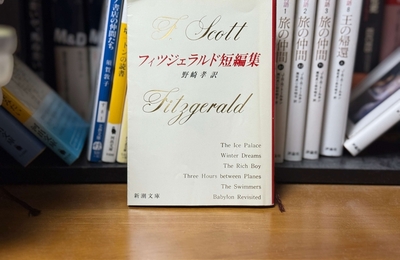 F. Scott
フィツジェラルド短編集
野崎孝訳
Fitzgerald
The Ice Palace
Winter Dreams
The Rich Boy
Three Hours between Planes
The Swimmers
Babylon Revisited
新潮文庫
旅の仲間
旅の仲間
王の帰還